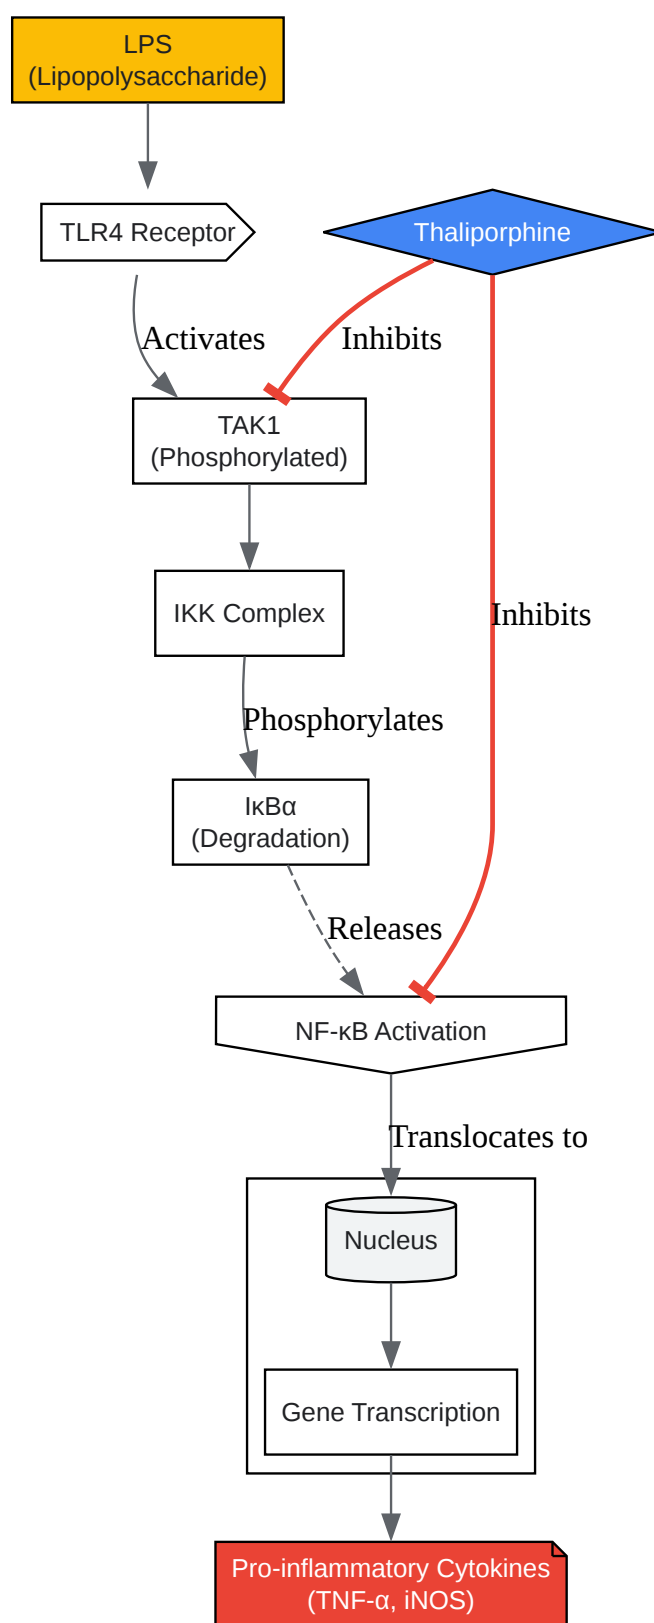 LPS
(Lipopolysaccharide)
TLR4 Receptor
Thaliporphine
Activates
Inhibits
TAK1
(Phosphorylated)
IKK Complex
Inhibits
Phosphorylates
IκBα
(Degradation)
Releases
NF-κB Activation
Translocates to
Nucleus
Gene Transcription
Pro-inflammatory Cytokines
(TNF-α, iNOS)